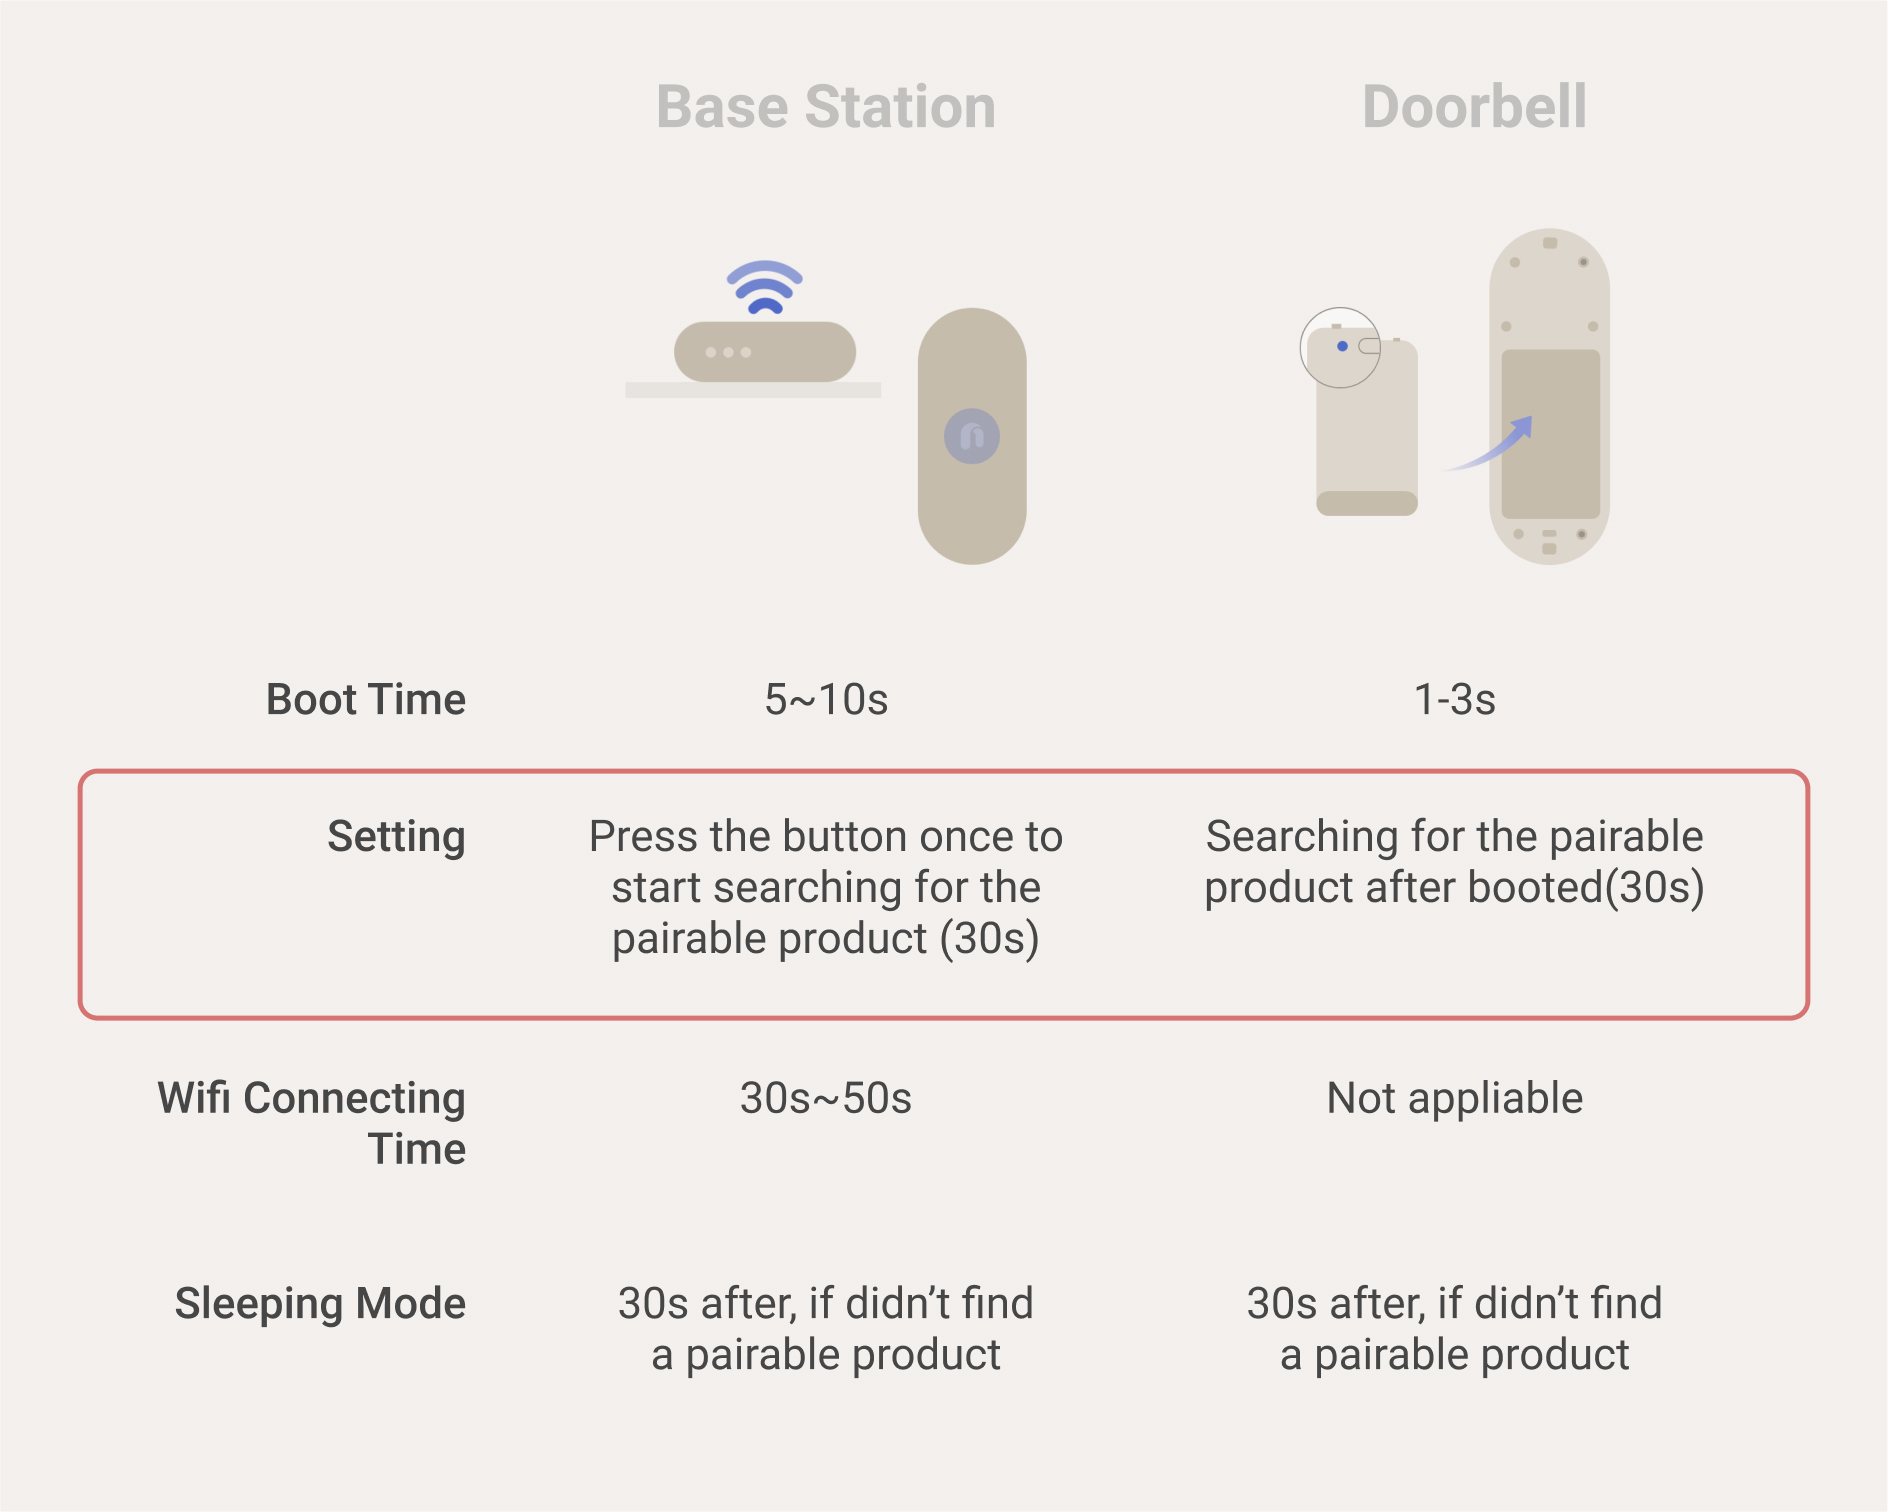 Base Station
Doorbell
Boot Time
5~10s
1-3s
Setting
Press the button once to
start searching for the
pairable product (30s)
Searching for the pairable
product after booted(30s)
Wifi Connecting
Time
30s~50s
Not appliable
Sleeping Mode
30s after, if didn’t find
a pairable product
30s after, if didn’t find
a pairable product